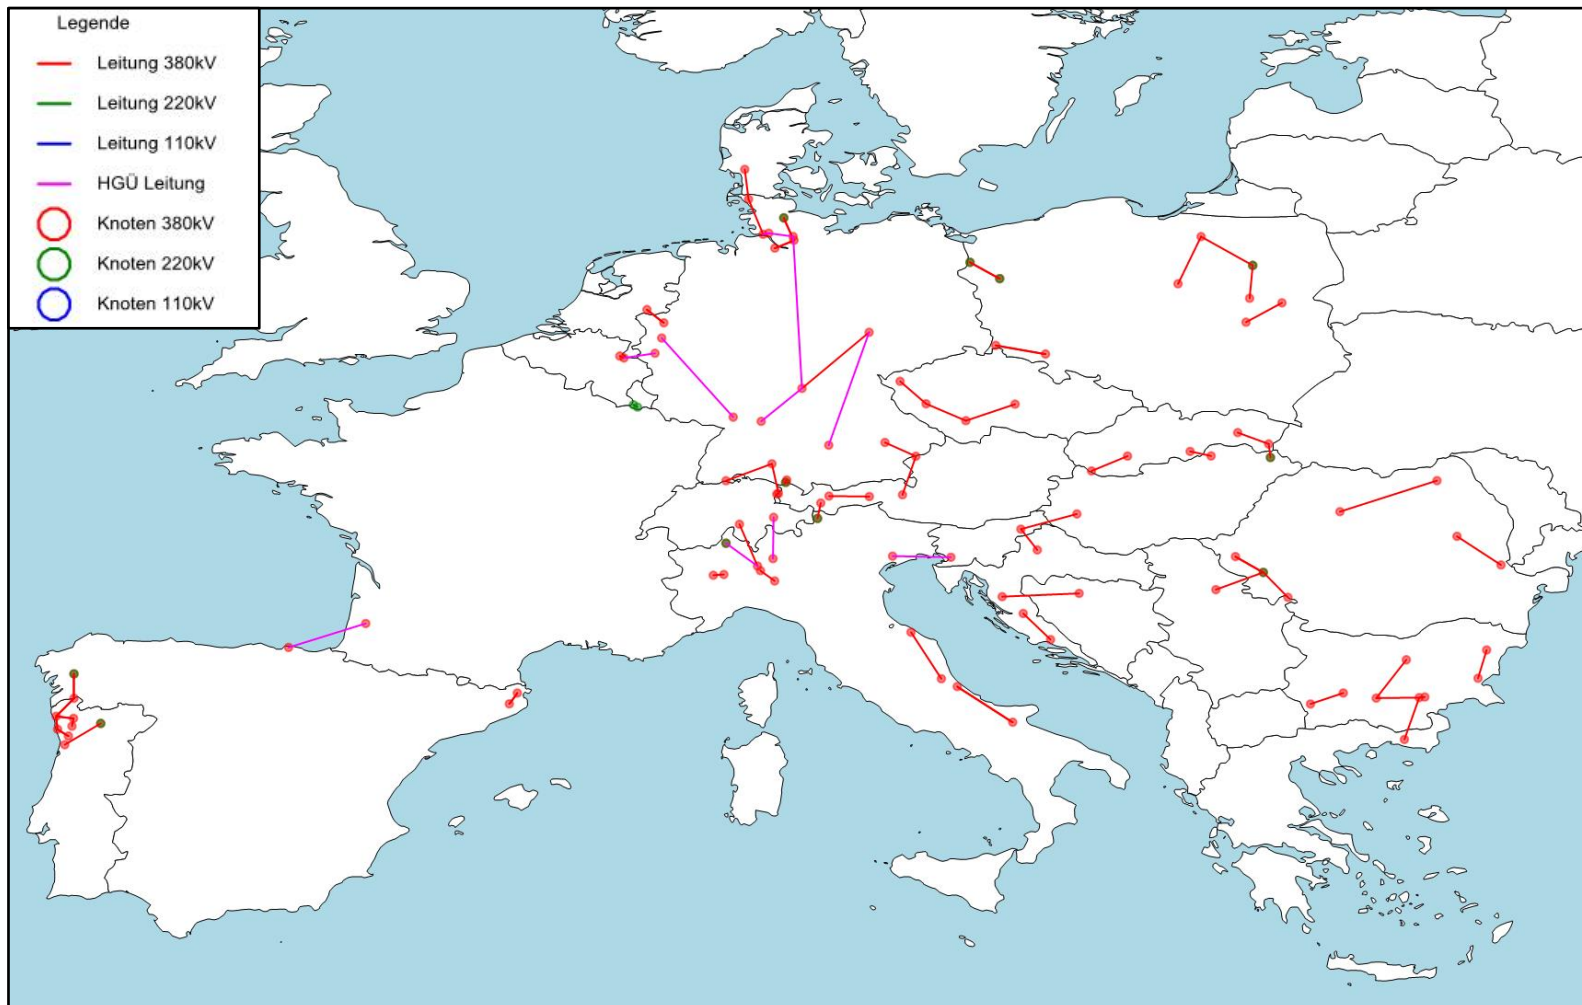 Legende
Leitung 380kV
Leitung 220kV
Leitung 110kV
HGÜ Leitung
Knoten 380kV
Knoten 220kV
Knoten 110kV